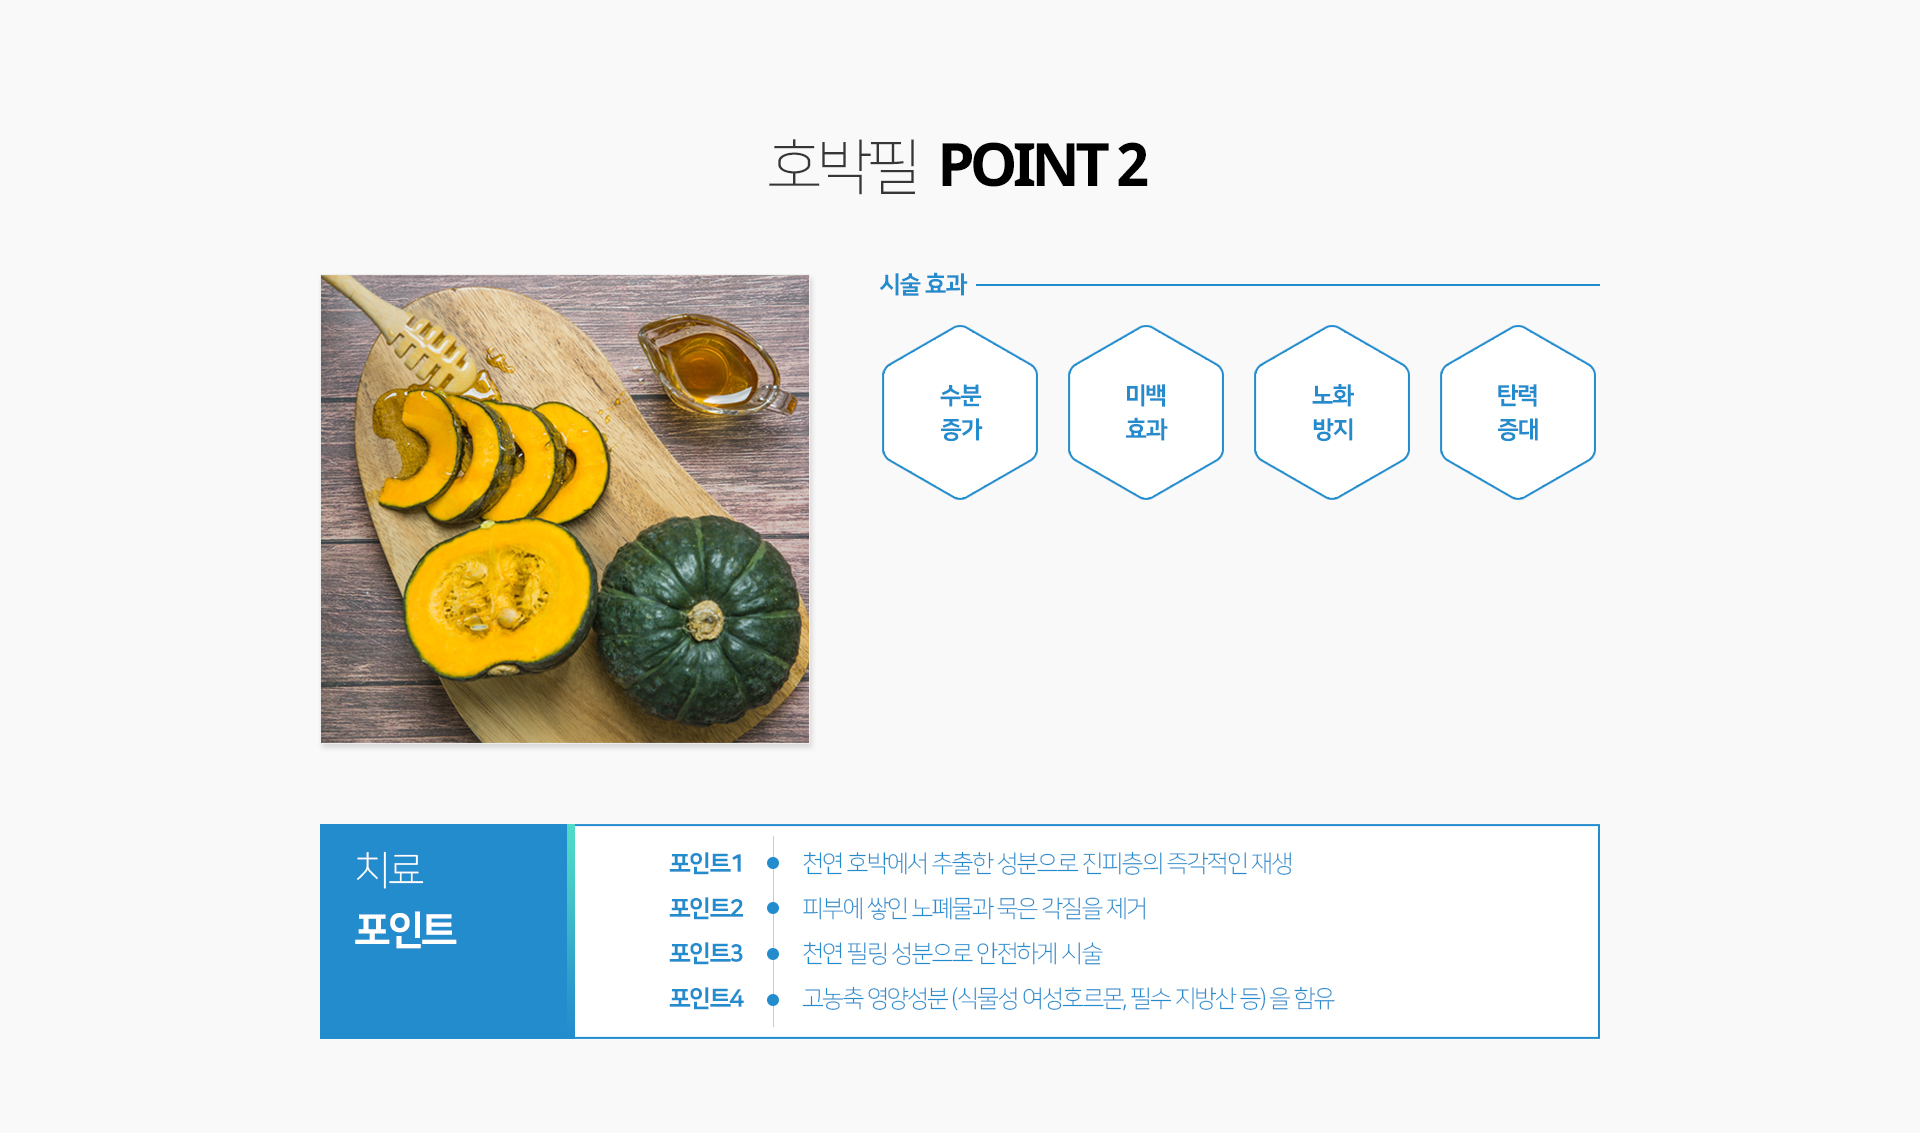 호박필 POINT 2
시술 효과
수분
증가
미백
효과
노화
방지
탄력
증대
치료
포인트
포인트1 천연 호박에서 추출한 성분으로 진피층의 즉각적인 재생
포인트2 피부에 쌓인 노폐물과 묵은 각질을 제거
포인트3 천연 필링 성분으로 안전하게 시술
포인트4 고농축 영양성분 (식물성 여성호르몬, 필수 지방산 등) 을 함유